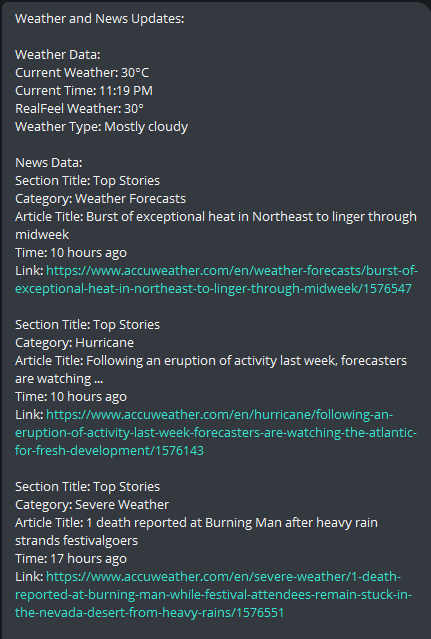 Weather and News Updates:
Weather Data:
Current Weather: 30°C
Current Time: 11:19 PM
RealFeel Weather: 30°
Weather Type: Mostly cloudy
News Data:
Section Title: Top Stories
Category: Weather Forecasts
Article Title: Burst of exceptional heat in Northeast to linger through
midweek
Time: 10 hours ago
Link: https://www.accuweather.com/en/weather-forecasts/burst-of-
exceptional-heat-in-northeast-to-linger-through-midweek/1576547
Section Title: Top Stories
Category: Hurricane
Article Title: Following an eruption of activity last week, forecasters
are watching ...
Time: 10 hours ago
Link: https://www.accuweather.com/en/hurricane/following-an-
eruption-of-activity-last-week-forecasters-are-watching-the-atlantic-
for-fresh-development/1576143
Section Title: Top Stories
Category: Severe Weather
Article Title: 1 death reported at Burning Man after heavy rain
strands festivalgoers
Time: 17 hours ago
Link: https://www.accuweather.com/en/severe-weather/1-death-
reported-at-burning-man-while-festival-attendees-remain-stuck-in-
the-nevada-desert-from-heavy-rains/1576551